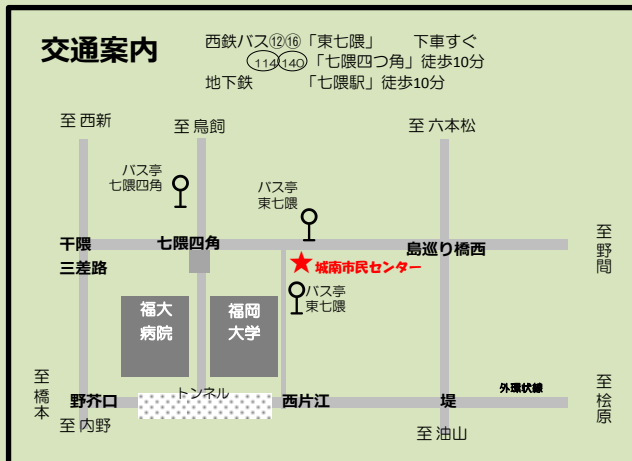 交通案内
西鉄バス⑫⑯「東七隈」　下車すぐ
114 140「七隈四つ角」徒歩10分
地下鉄　「七隈駅」徒歩10分
至 西新
至 鳥飼
至 六本松
バス亭
七隈四角
バス亭
東七隈
干隈
三差路
七隈四角
島巡り橋西
至野間
城南市民センター
バス亭
東七隈
福大
病院
福岡
大学
至橋本
野芥口
トンネル
西片江
堤
外環状線
至桧原
至 内野
至 油山